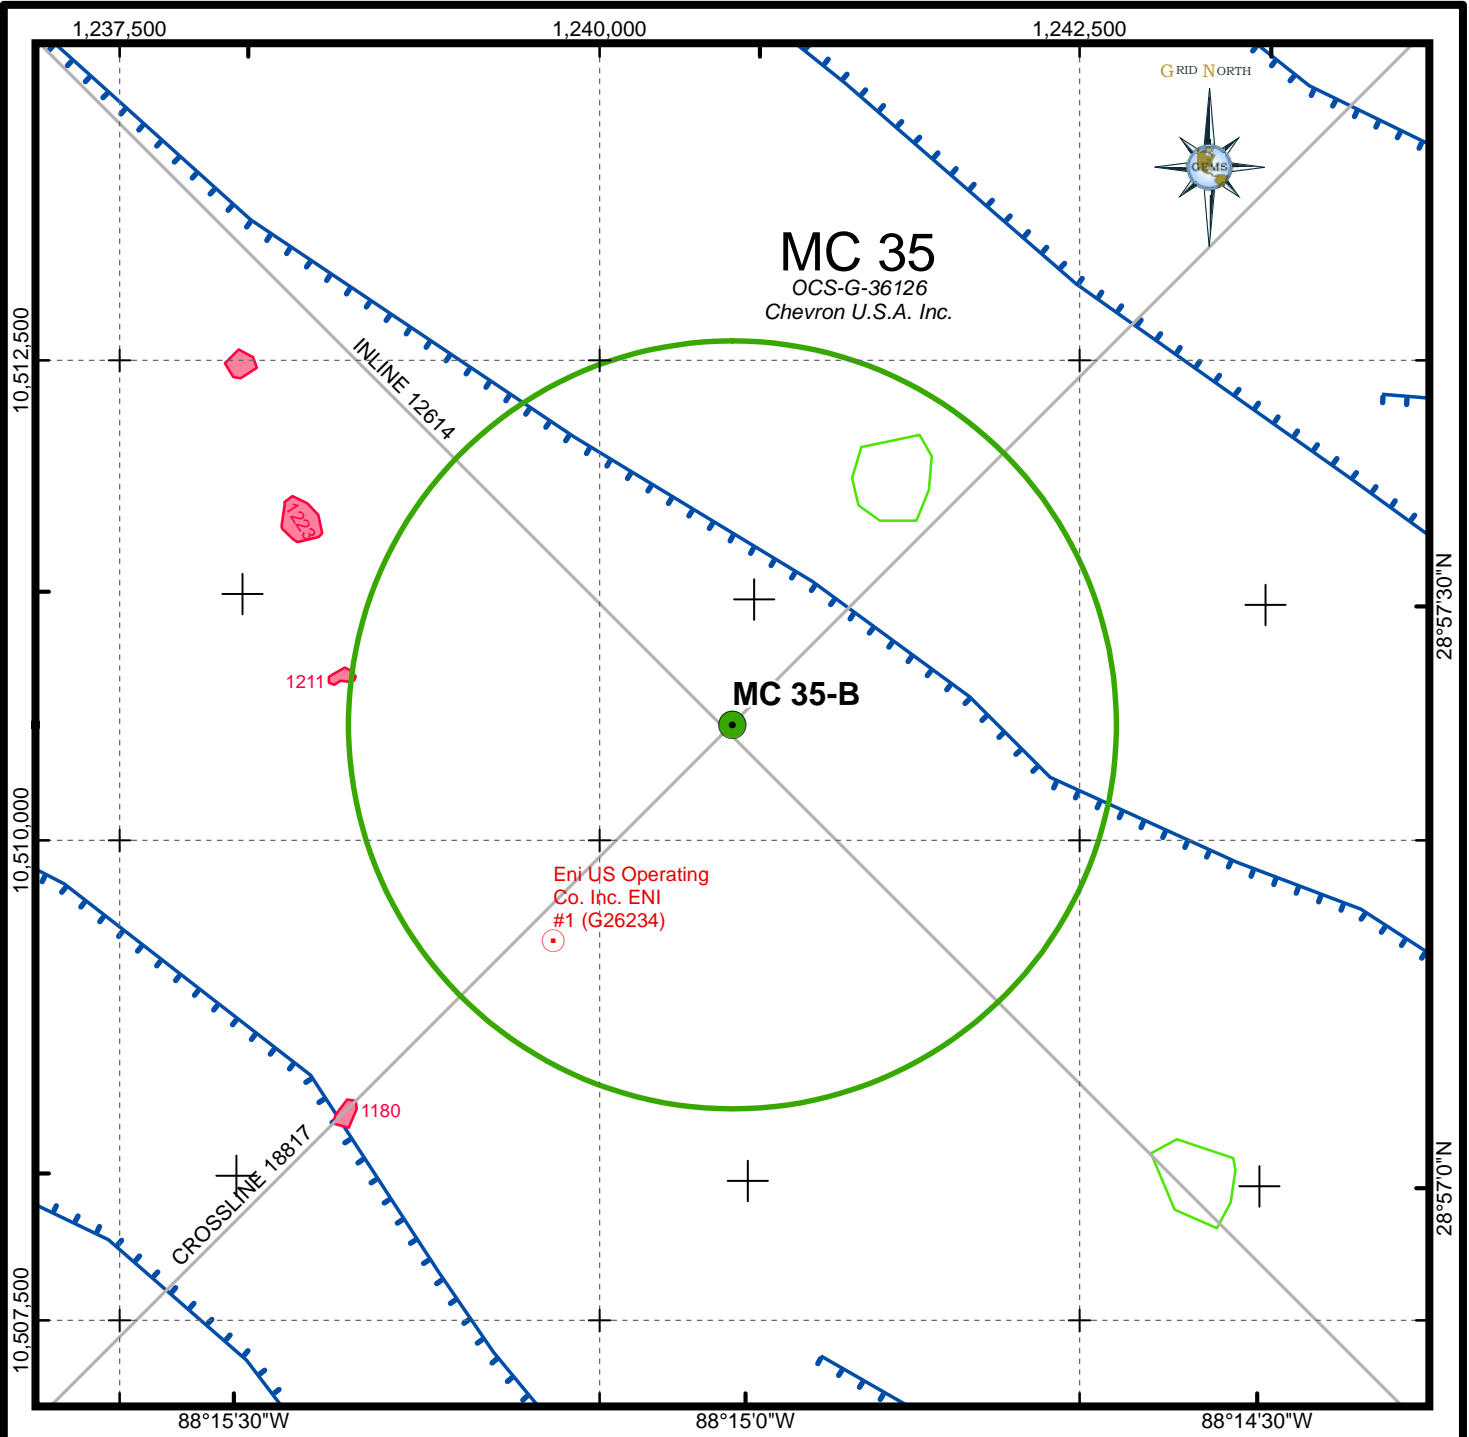 1,237,500
1,240,000
1,242,500
GRID NORTH
GEMS
MC 35
OCS-G-36126
Chevron U.S.A. Inc.
10,512,500
INLINE 12614
1223
28°57'30"N
1211
MC 35-B
10,510,000
Eni US Operating
Co. Inc. ENI
#1 (G26234)
1180
CROSSLINE 18817
28°57'0"N
10,507,500
88°15'30"W
88°15'0"W
88°14'30"W